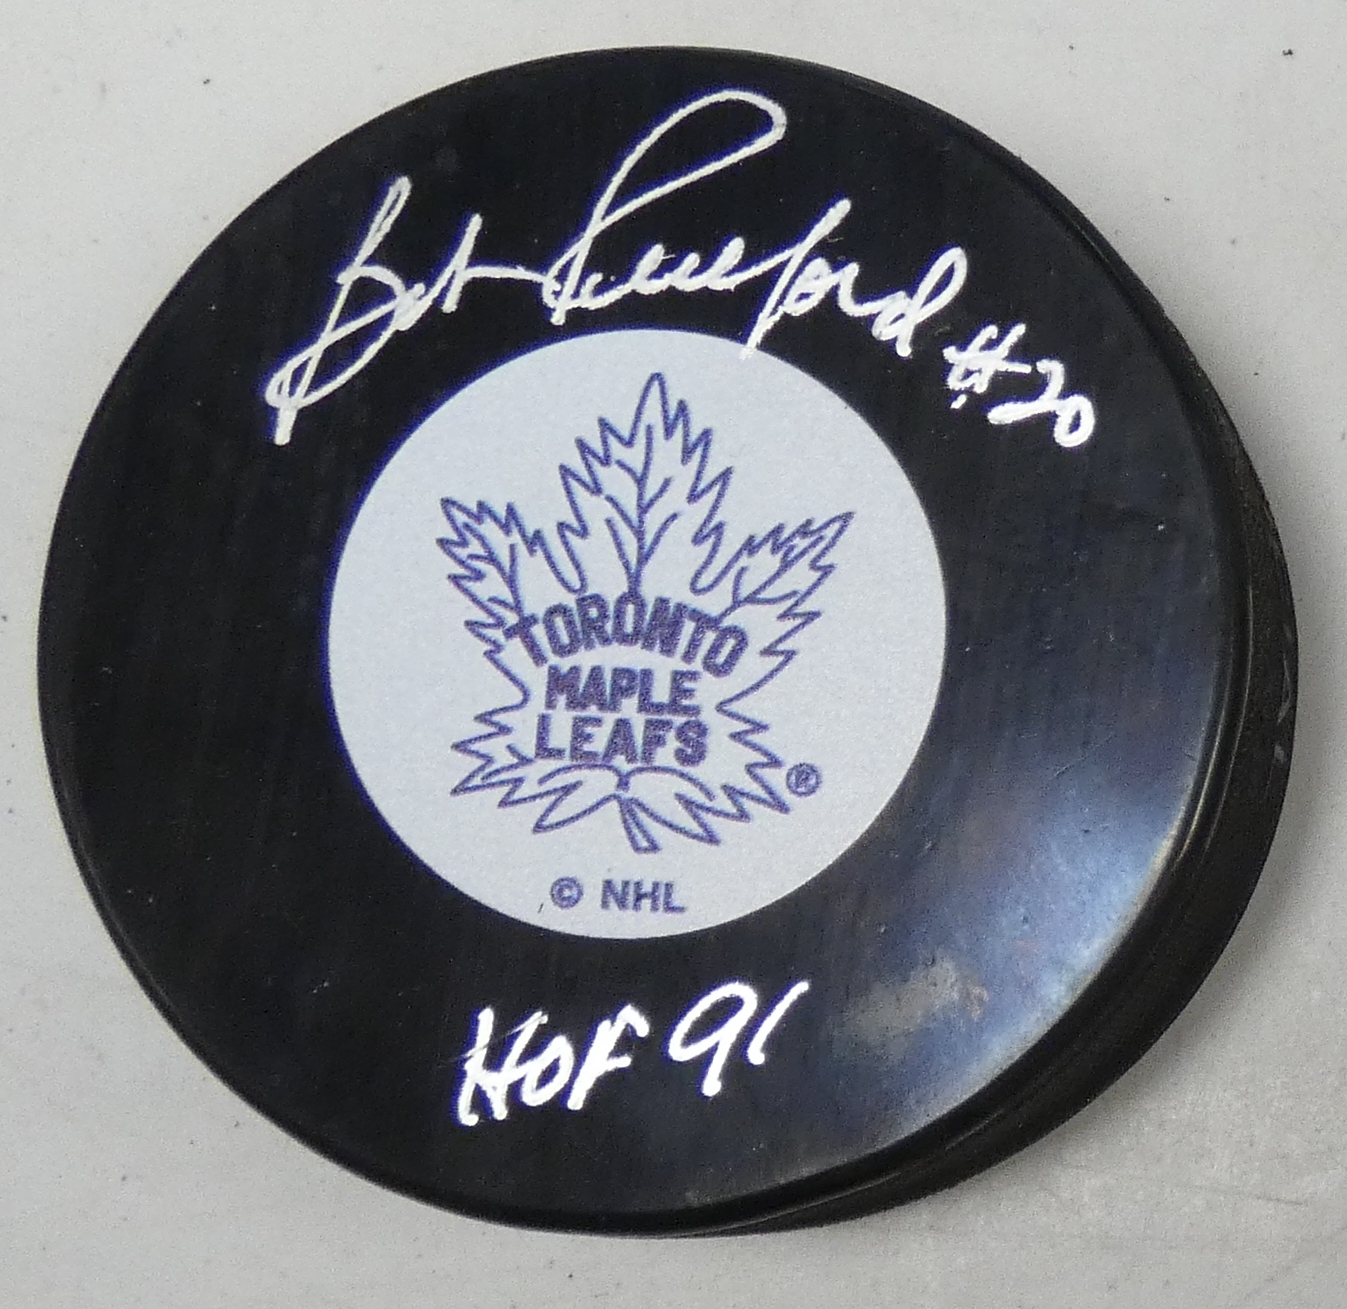 Bob Pulford #20
TORONTO
MAPLE
LEAFS
®
© NHL
HOF 91